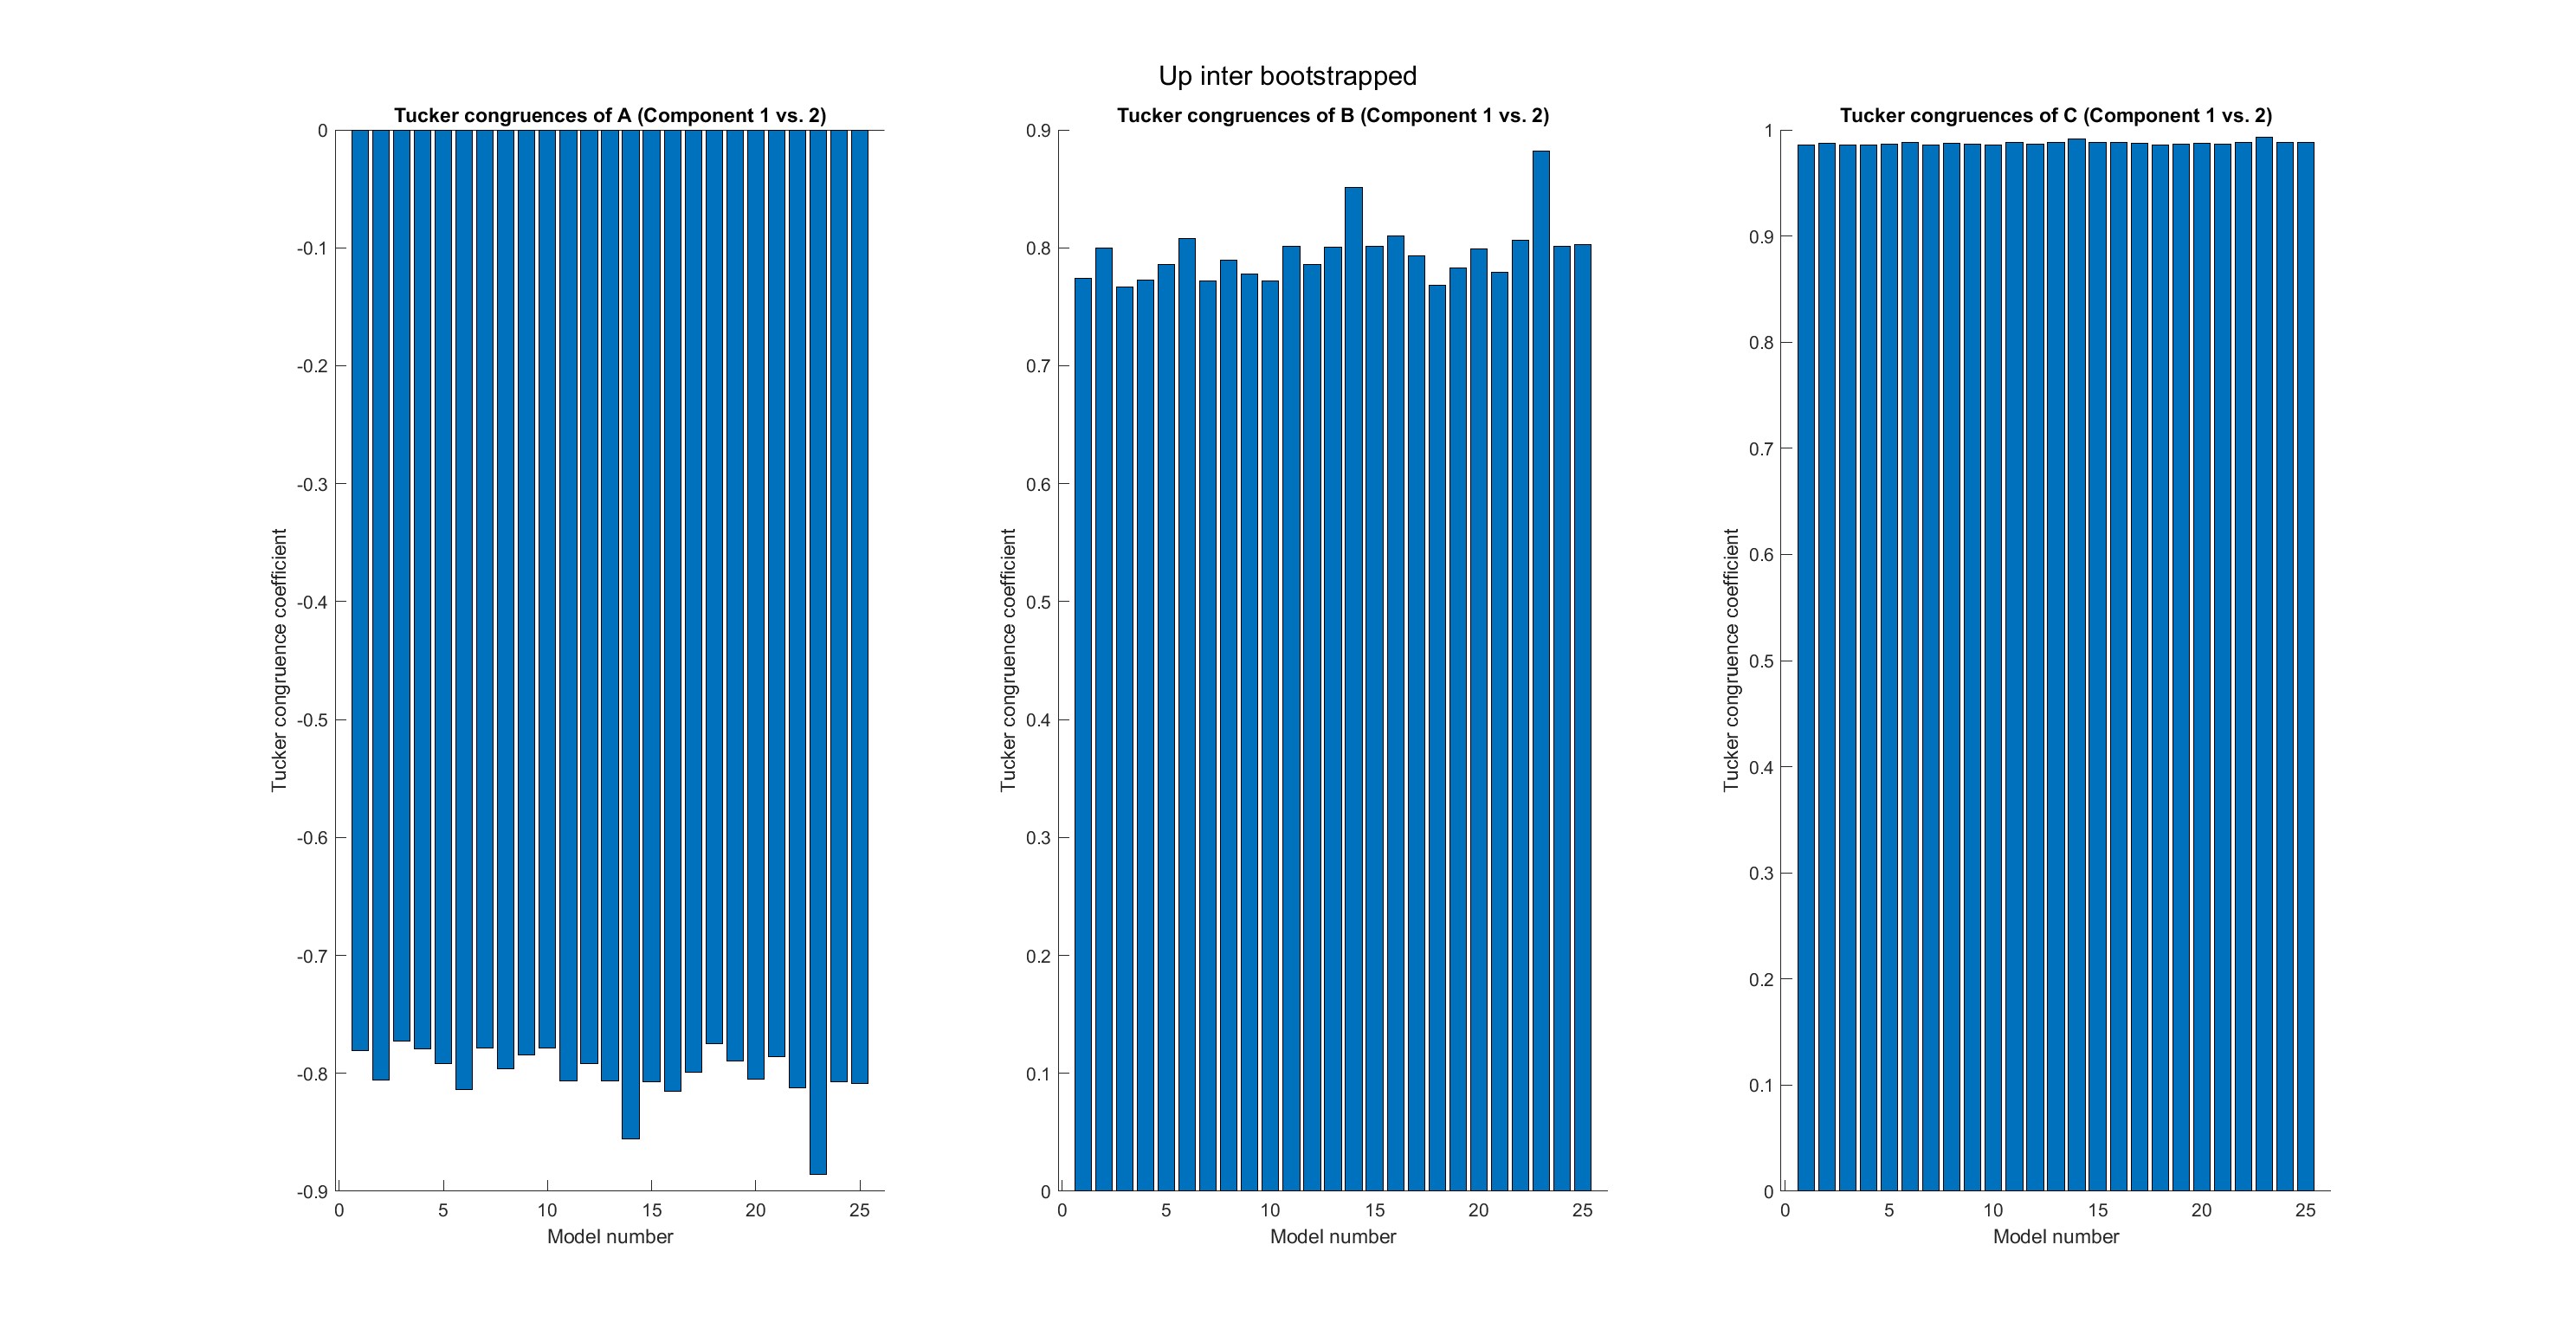 Up inter bootstrapped
Tucker congruences of A (Component 1 vs. 2)
0
-0.1
-0.2
-0.3
-0.4
-0.5
-0.6
-0.7
-0.8
-0.9
Tucker congruence coefficient
0 5 10 15 20 25
Model number
Tucker congruences of B (Component 1 vs. 2)
0.9
0.8
0.7
0.6
0.5
0.4
0.3
0.2
0.1
0
Tucker congruence coefficient
0 5 10 15 20 25
Model number
Tucker congruences of C (Component 1 vs. 2)
1
0.9
0.8
0.7
0.6
0.5
0.4
0.3
0.2
0.1
0
Tucker congruence coefficient
0 5 10 15 20 25
Model number